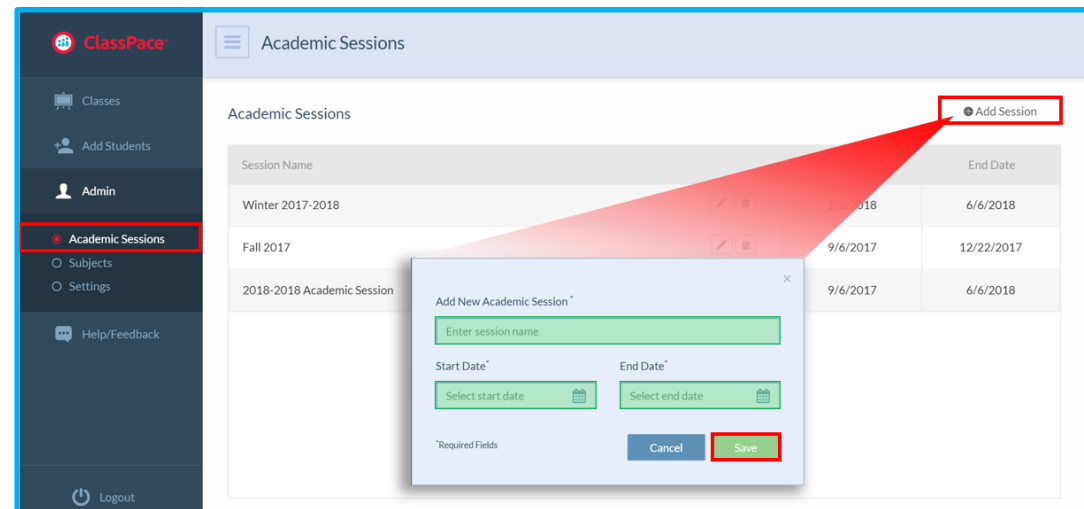 ClassPace
Academic Sessions
Classes
Add Students
Admin
Academic Sessions
Subjects
Settings
Help/Feedback
Logout
Academic Sessions
Add Session
Session Name End Date
Winter 2017-2018 1/2/2018 6/6/2018
Fall 2017 9/6/2017 12/22/2017
2018-2018 Academic Session 9/6/2017 6/6/2018
×
Add New Academic Session *
Enter session name
Start Date* End Date*
Select start date Select end date
*Required Fields Cancel Save